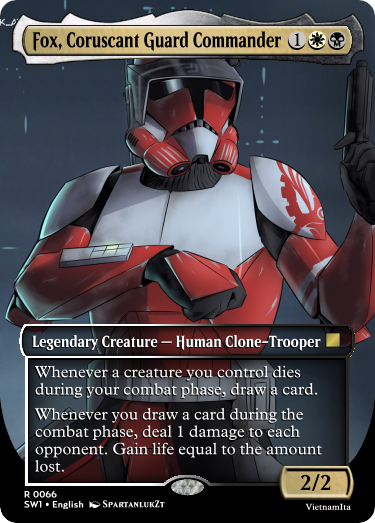 Fox, Coruscant Guard Commander 1
Legendary Creature — Human Clone-Trooper
Whenever a creature you control dies
during your combat phase, draw a card.
Whenever you draw a card during the
combat phase, deal 1 damage to each
opponent. Gain life equal to the amount
lost.
2/2
R 0066
SW1 • English SpartanlukZt
VietnamIta